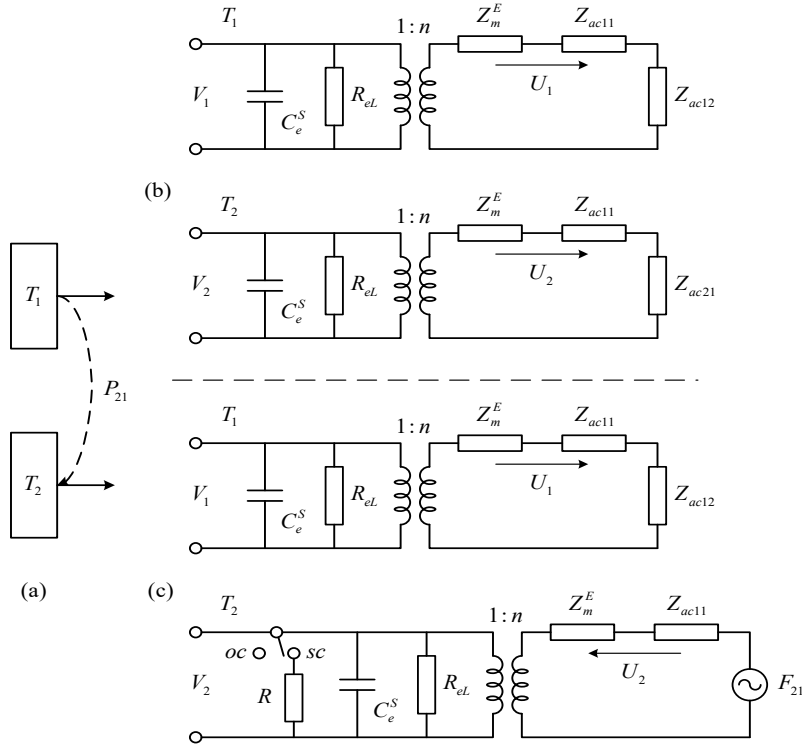 T₁ 1:n Z_m^E Z_ac11
V₁ C_e^S R_eL U₁ Z_ac12
(b)
T₂ 1:n Z_m^E Z_ac11
V₂ C_e^S R_eL U₂ Z_ac21
T₁
P₂₁
T₂
T₁ 1:n Z_m^E Z_ac11
V₁ C_e^S R_eL U₁ Z_ac12
(a) (c)
T₂ 1:n Z_m^E Z_ac11
oc sc
V₂ R C_e^S R_eL U₂ F₂₁